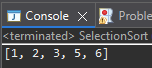 Console Proble
<terminated> SelectionSort
[1, 2, 3, 5, 6]